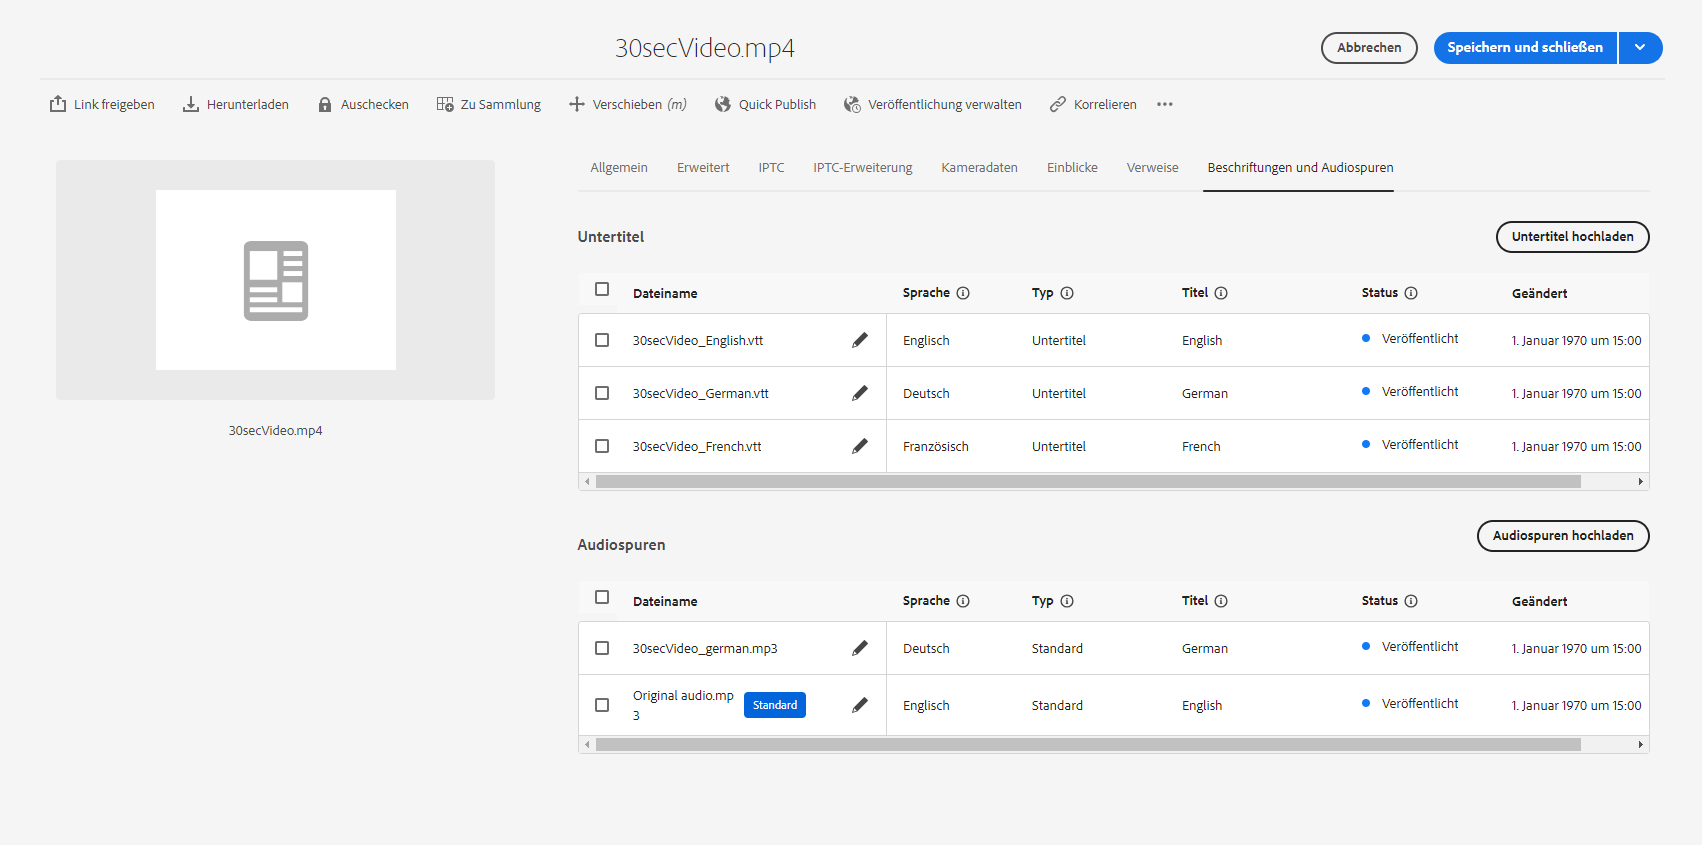 30secVideo.mp4
Abbrechen
Speichern und schließen
Link freigeben Herunterladen Auschecken Zu Sammlung Verschieben (m) Quick Publish Veröffentlichung verwalten Korrelieren
Allgemein Erweitert IPTC IPTC-Erweiterung Kameradaten Einblicke Verweise Beschriftungen und Audiospuren
30secVideo.mp4
Untertitel
Untertitel hochladen
Dateiname Sprache Typ Titel Status Geändert
30secVideo_English.vtt Englisch Untertitel English Veröffentlicht 1. Januar 1970 um 15:00
30secVideo_German.vtt Deutsch Untertitel German Veröffentlicht 1. Januar 1970 um 15:00
30secVideo_French.vtt Französisch Untertitel French Veröffentlicht 1. Januar 1970 um 15:00
Audiospuren
Audiospuren hochladen
Dateiname Sprache Typ Titel Status Geändert
30secVideo_german.mp3 Deutsch Standard German Veröffentlicht 1. Januar 1970 um 15:00
Original audio.mp
3
Standard Englisch Standard English Veröffentlicht 1. Januar 1970 um 15:00